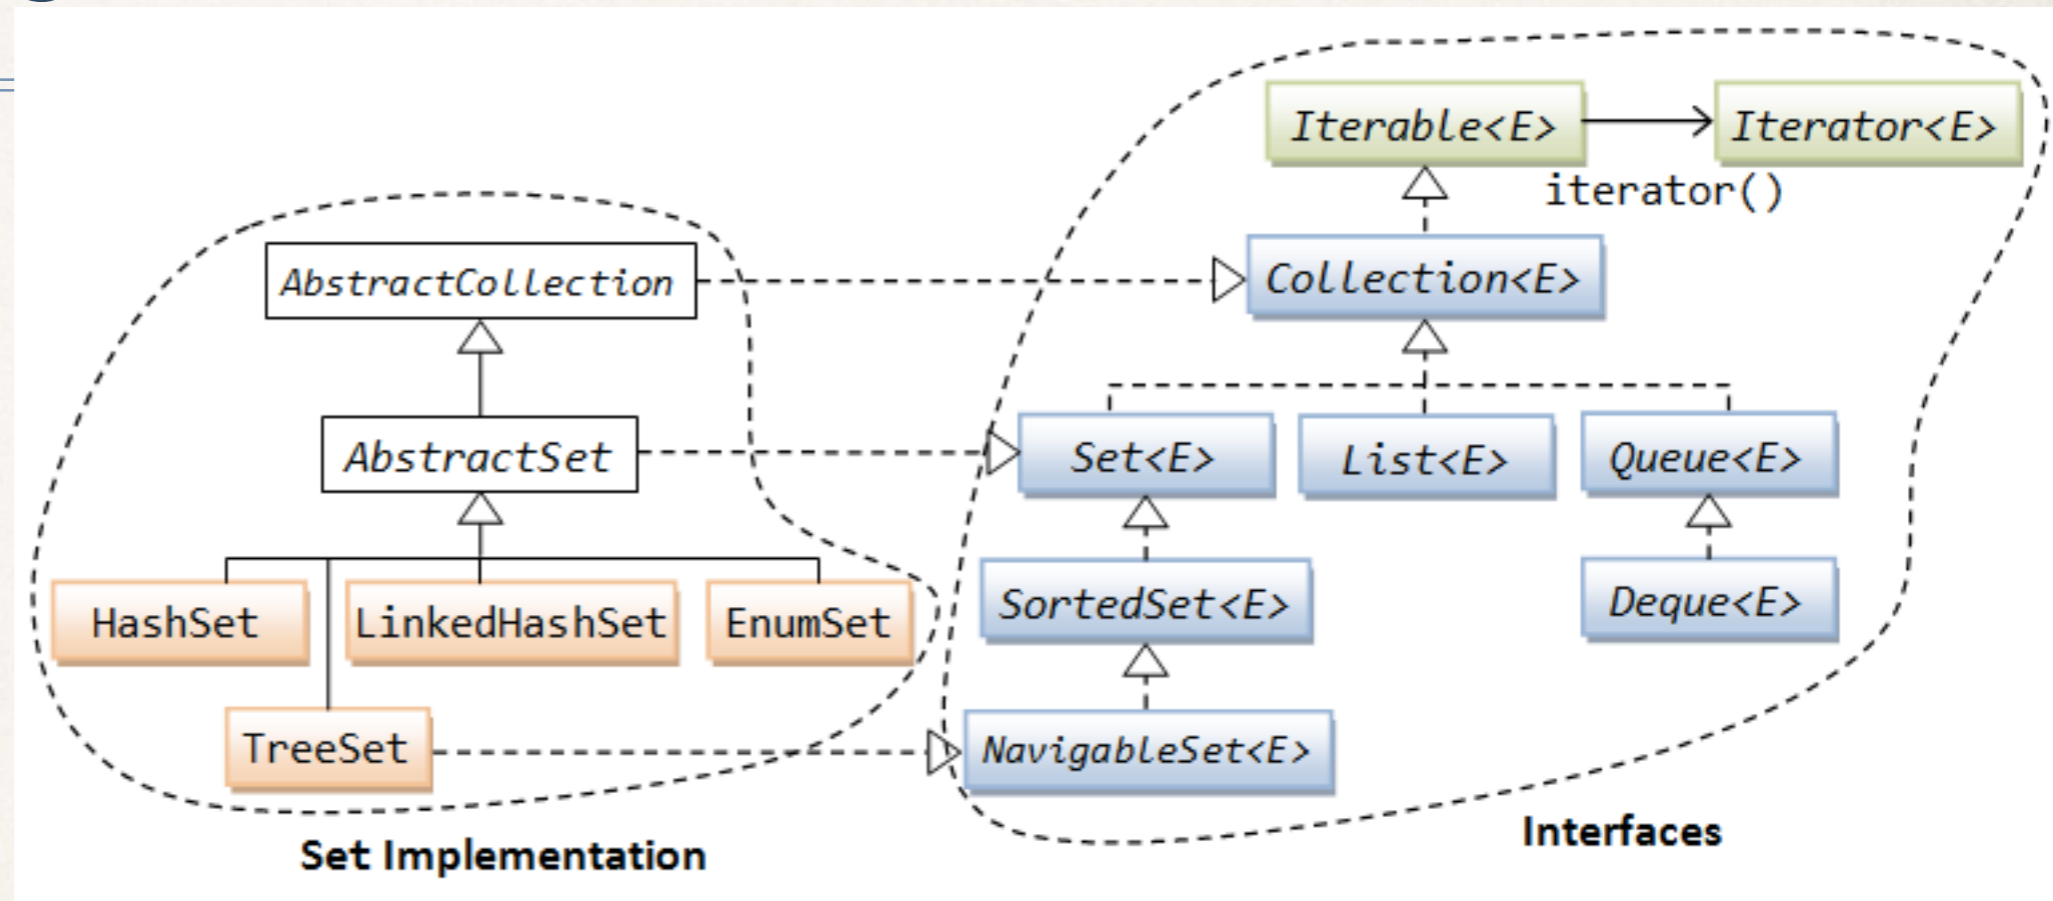 Iterable<E> Iterator<E>
iterator()
AbstractCollection Collection<E>
AbstractSet Set<E> List<E> Queue<E>
HashSet LinkedHashSet EnumSet SortedSet<E> Deque<E>
TreeSet NavigableSet<E>
Set Implementation Interfaces